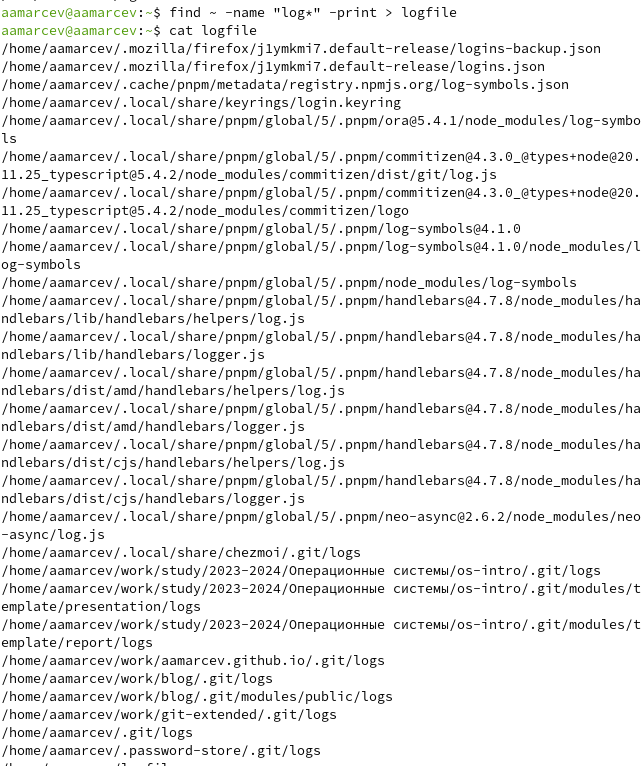 aamarcev@aamarcev:~$ find ~ -name "log*" -print > logfile
aamarcev@aamarcev:~$ cat logfile
/home/aamarcev/.mozilla/firefox/j1ymkmi7.default-release/logins-backup.json
/home/aamarcev/.mozilla/firefox/j1ymkmi7.default-release/logins.json
/home/aamarcev/.cache/pnpm/metadata/registry.npmjs.org/log-symbols.json
/home/aamarcev/.local/share/keyrings/login.keyring
/home/aamarcev/.local/share/pnpm/global/5/.pnpm/ora@5.4.1/node_modules/log-symbo
ls
/home/aamarcev/.local/share/pnpm/global/5/.pnpm/commitizen@4.3.0_@types+node@20.
11.25_typescript@5.4.2/node_modules/commitizen/dist/git/log.js
/home/aamarcev/.local/share/pnpm/global/5/.pnpm/commitizen@4.3.0_@types+node@20.
11.25_typescript@5.4.2/node_modules/commitizen/logo
/home/aamarcev/.local/share/pnpm/global/5/.pnpm/log-symbols@4.1.0
/home/aamarcev/.local/share/pnpm/global/5/.pnpm/log-symbols@4.1.0/node_modules/l
og-symbols
/home/aamarcev/.local/share/pnpm/global/5/.pnpm/node_modules/log-symbols
/home/aamarcev/.local/share/pnpm/global/5/.pnpm/handlebars@4.7.8/node_modules/ha
ndlebars/lib/handlebars/helpers/log.js
/home/aamarcev/.local/share/pnpm/global/5/.pnpm/handlebars@4.7.8/node_modules/ha
ndlebars/lib/handlebars/logger.js
/home/aamarcev/.local/share/pnpm/global/5/.pnpm/handlebars@4.7.8/node_modules/ha
ndlebars/dist/amd/handlebars/helpers/log.js
/home/aamarcev/.local/share/pnpm/global/5/.pnpm/handlebars@4.7.8/node_modules/ha
ndlebars/dist/amd/handlebars/logger.js
/home/aamarcev/.local/share/pnpm/global/5/.pnpm/handlebars@4.7.8/node_modules/ha
ndlebars/dist/cjs/handlebars/helpers/log.js
/home/aamarcev/.local/share/pnpm/global/5/.pnpm/handlebars@4.7.8/node_modules/ha
ndlebars/dist/cjs/handlebars/logger.js
/home/aamarcev/.local/share/pnpm/global/5/.pnpm/neo-async@2.6.2/node_modules/neo
-async/log.js
/home/aamarcev/.local/share/chezmoi/.git/logs
/home/aamarcev/work/study/2023-2024/Операционные системы/os-intro/.git/logs
/home/aamarcev/work/study/2023-2024/Операционные системы/os-intro/.git/modules/t
emplate/presentation/logs
/home/aamarcev/work/study/2023-2024/Операционные системы/os-intro/.git/modules/t
emplate/report/logs
/home/aamarcev/work/aamarcev.github.io/.git/logs
/home/aamarcev/work/blog/.git/logs
/home/aamarcev/work/blog/.git/modules/public/logs
/home/aamarcev/work/git-extended/.git/logs
/home/aamarcev/.git/logs
/home/aamarcev/.password-store/.git/logs